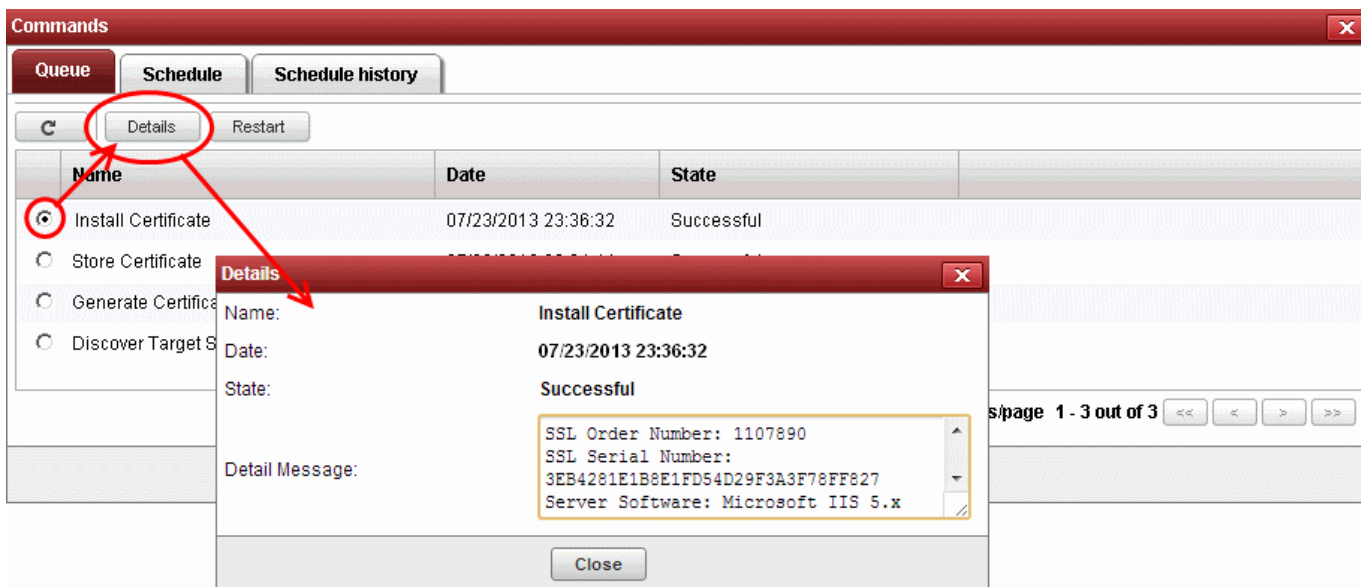 Commands
Queue Schedule Schedule history
Details Restart
Name Date State
Install Certificate 07/23/2013 23:36:32 Successful
Store Certificate
Generate Certifica
Discover Target S
Details
Name: Install Certificate
Date: 07/23/2013 23:36:32
State: Successful
Detail Message:
SSL Order Number: 1107890
SSL Serial Number:
3EB4281E1B8E1FD54D29F3A3F78FF827
Server Software: Microsoft IIS 5.x
Close
s/page 1 - 3 out of 3 << < > >>